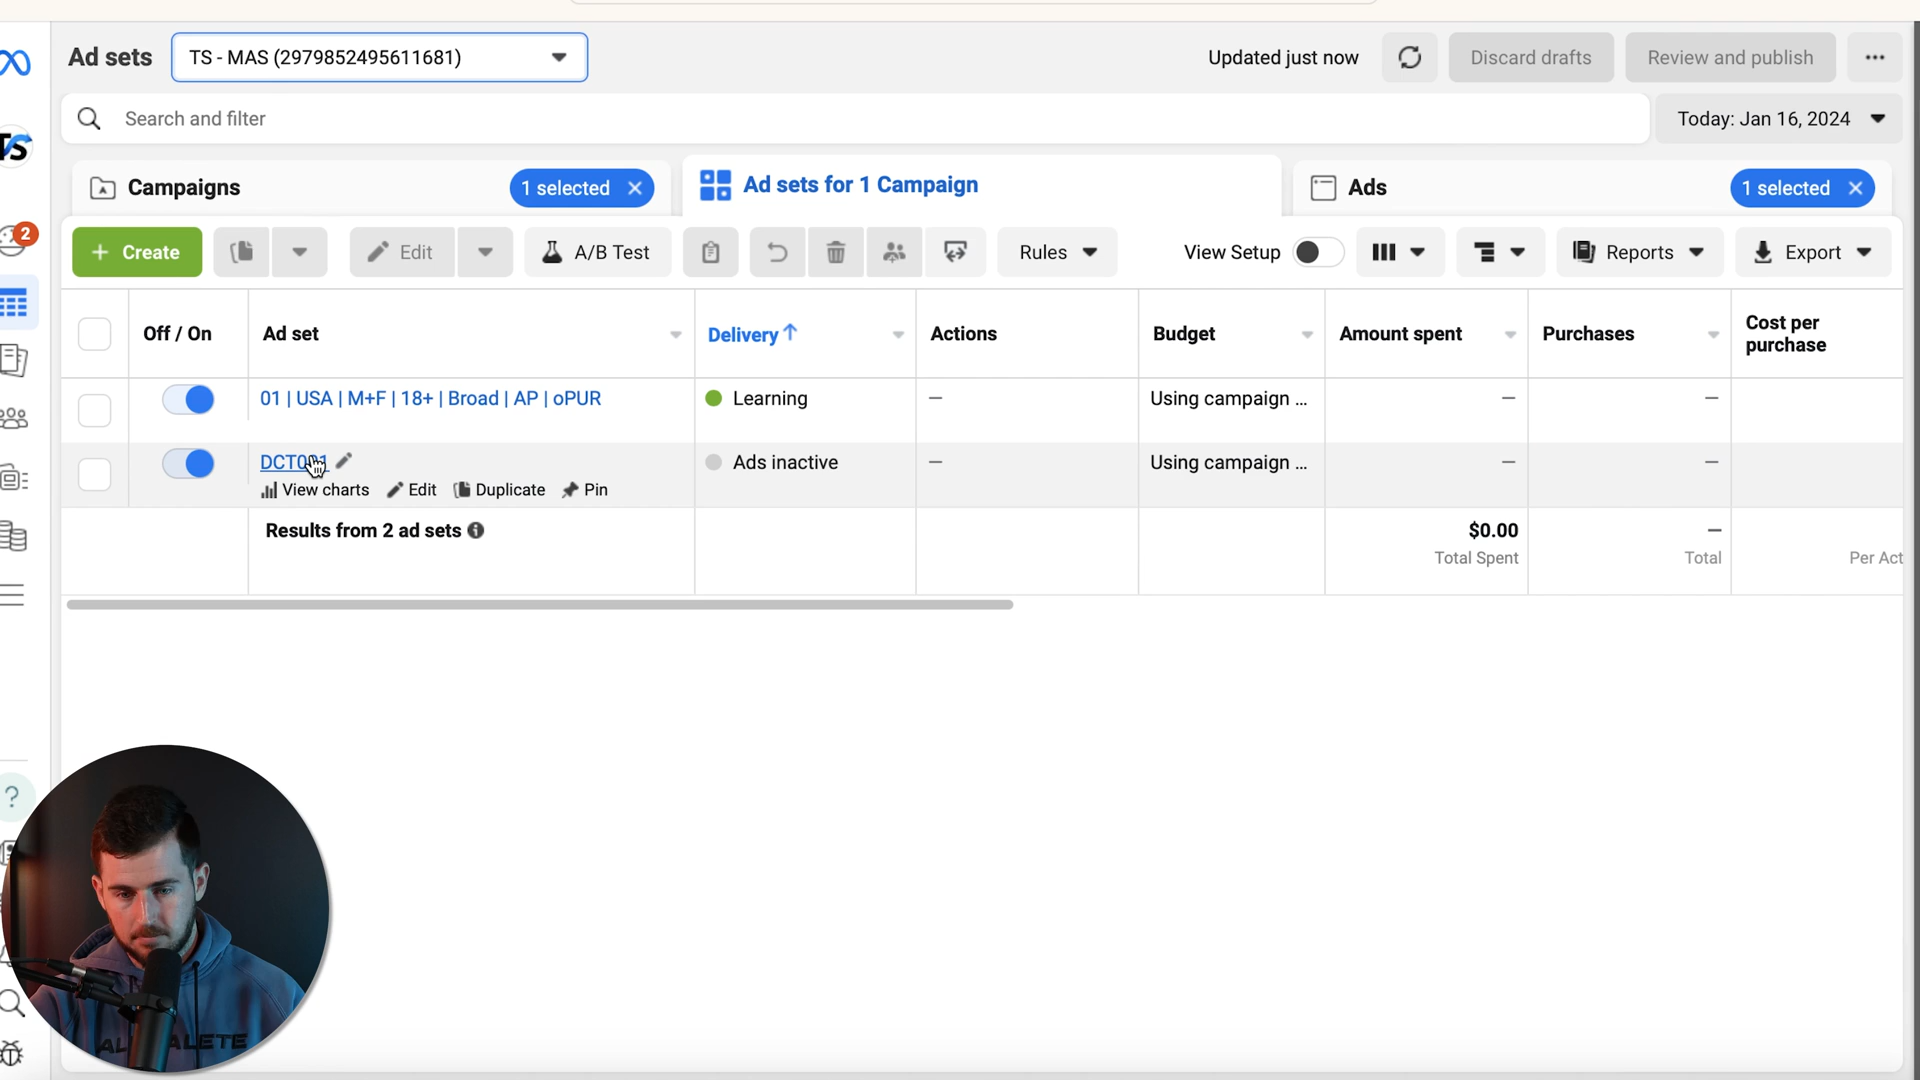 Ad sets
TS - MAS (2979852495611681)
Updated just now
Discard drafts
Review and publish
Search and filter
Today: Jan 16, 2024
TS
Campaigns
1 selected
Ad sets for 1 Campaign
Ads
1 selected
2
+ Create
Edit
A/B Test
Rules
View Setup
Reports
Export
Off / On
Ad set
Delivery ↑
Actions
Budget
Amount spent
Purchases
Cost per
purchase
01 | USA | M+F | 18+ | Broad | AP | oPUR
Learning
—
Using campaign ...
—
—
DCT001
Ads inactive
—
Using campaign ...
—
—
View charts
Edit
Duplicate
Pin
Results from 2 ad sets
$0.00
—
Total Spent
Total
Per Act
?